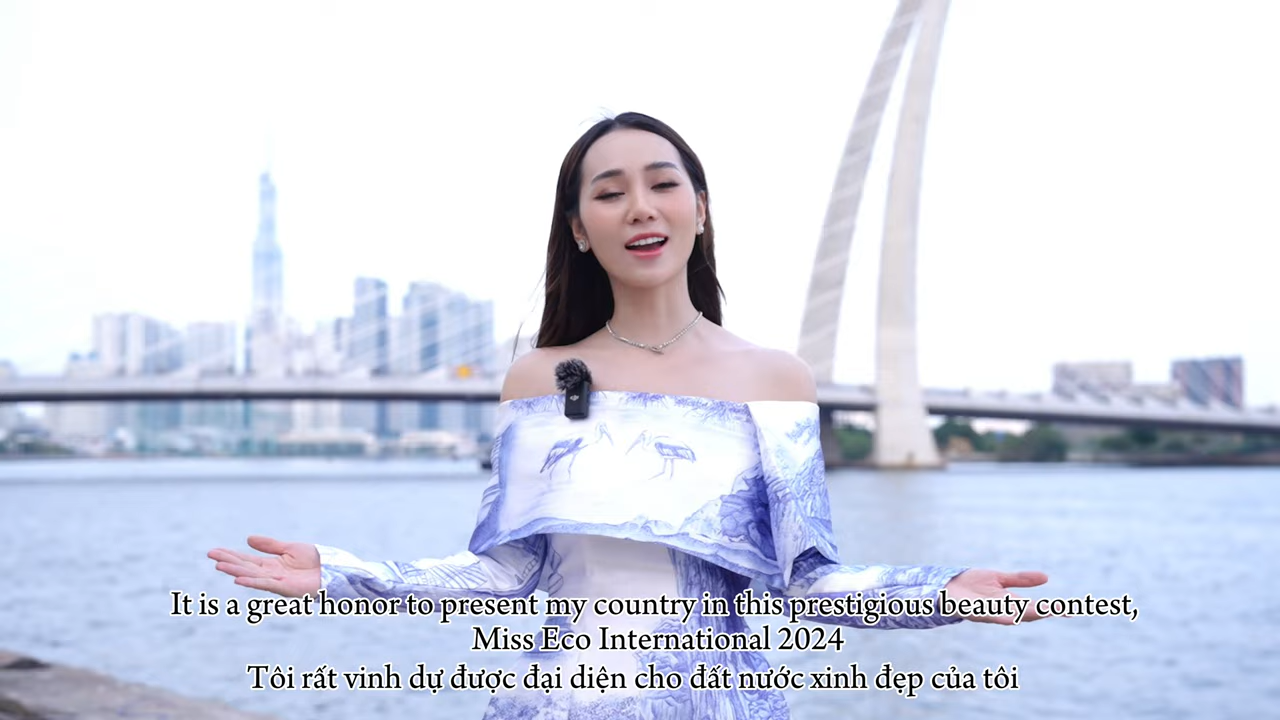 It is a great honor to present my country in this prestigious beauty contest,
Miss Eco International 2024
Tôi rất vinh dự được đại diện cho đất nước xinh đẹp của tôi